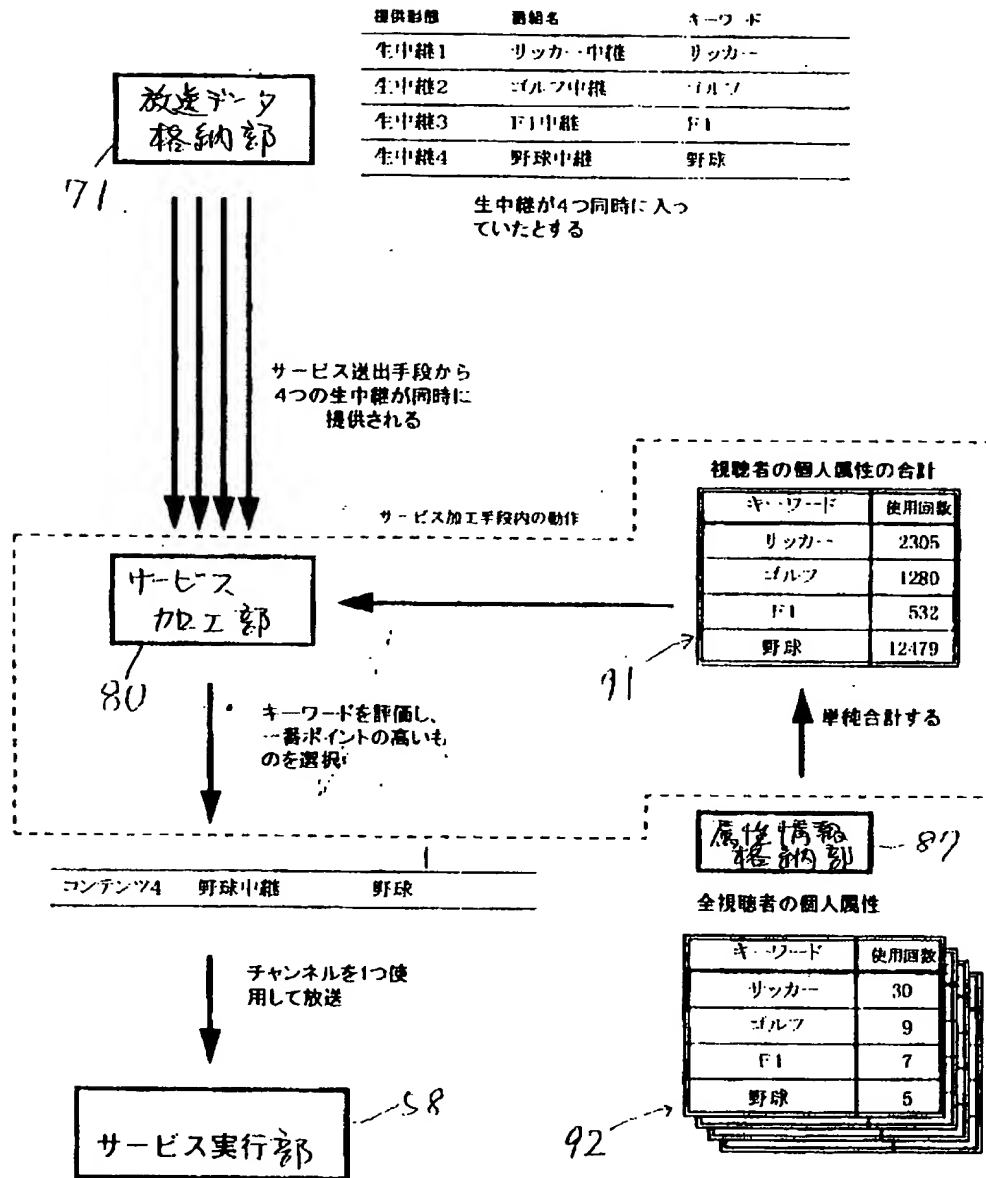 提供形態 番組名 キーワード
生中継1 サッカー中継 サッカー
生中継2 ゴルフ中継 ゴルフ
生中継3 F1中継 F1
生中継4 野球中継 野球
放送データ
格納部
71
生中継が4つ同時に入っ
ていたとする
サービス送出手段から
4つの生中継が同時に
提供される
サービス加工手段内の動作
視聴者の個人属性の合計
キーワード 使用回数
サッカー 2305
ゴルフ 1280
F1 532
野球 12479
サービス
加工部
80
91
キーワードを評価し、
一番ポイントの高いも
のを選択
単純合計する
属性情報
格納部
87
コンテンツ4 野球中継 野球
全視聴者の個人属性
キーワード 使用回数
サッカー 30
ゴルフ 9
F1 7
野球 5
92
チャンネルを1つ使
用して放送
サービス実行部
58